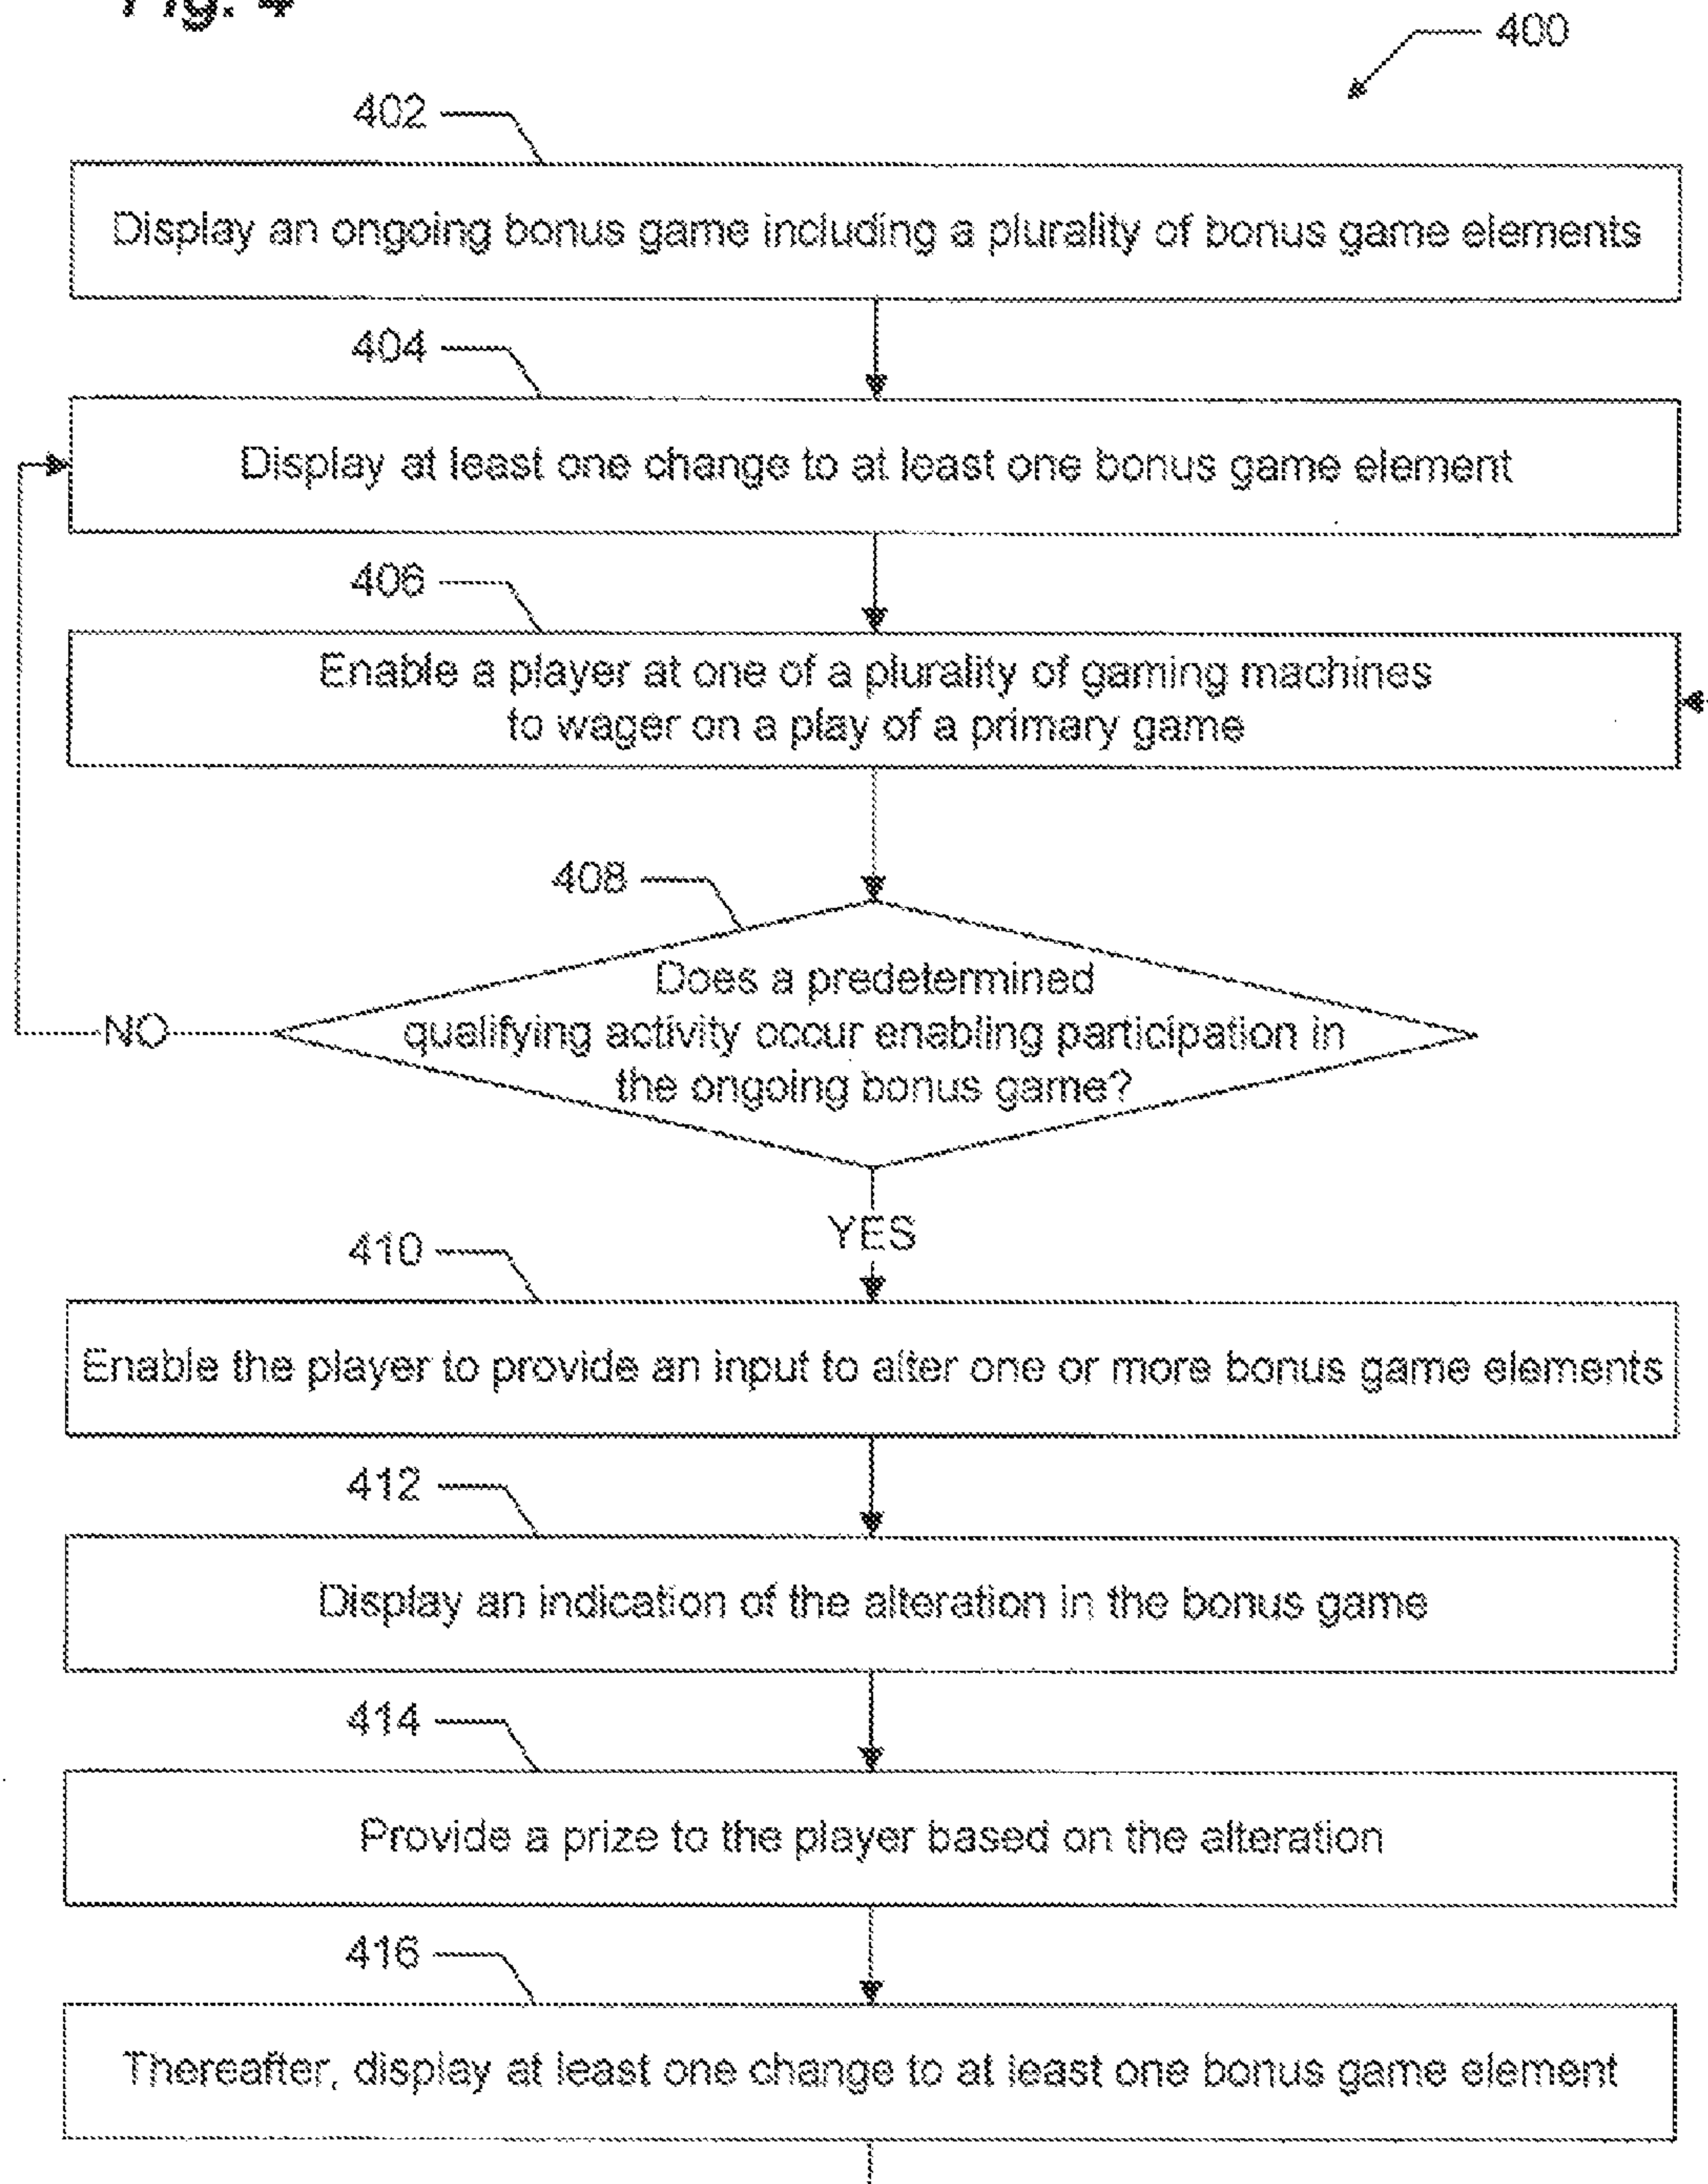 Fig. 4
400
402
Display an ongoing bonus game including a plurality of bonus game elements
404
Display at least one change to at least one bonus game element
406
Enable a player at one of a plurality of gaming machines
to wager on a play of a primary game
408
Does a predetermined
qualifying activity occur enabling participation in
the ongoing bonus game?
NO
YES
410
Enable the player to provide an input to alter one or more bonus game elements
412
Display an indication of the alteration in the bonus game
414
Provide a prize to the player based on the alteration
416
Thereafter, display at least one change to at least one bonus game element